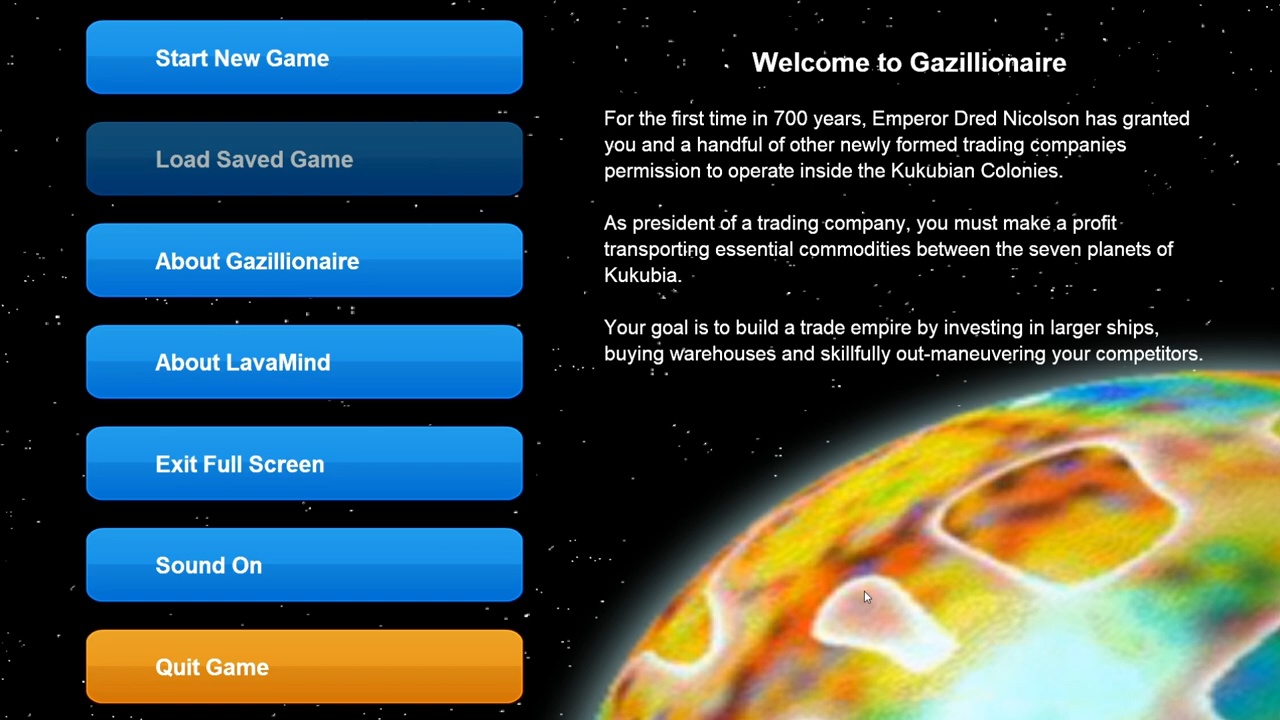 Start New Game
Load Saved Game
About Gazillionaire
About LavaMind
Exit Full Screen
Sound On
Quit Game
Welcome to Gazillionaire
For the first time in 700 years, Emperor Dred Nicolson has granted
you and a handful of other newly formed trading companies
permission to operate inside the Kukubian Colonies.
As president of a trading company, you must make a profit
transporting essential commodities between the seven planets of
Kukubia.
Your goal is to build a trade empire by investing in larger ships,
buying warehouses and skillfully out-maneuvering your competitors.